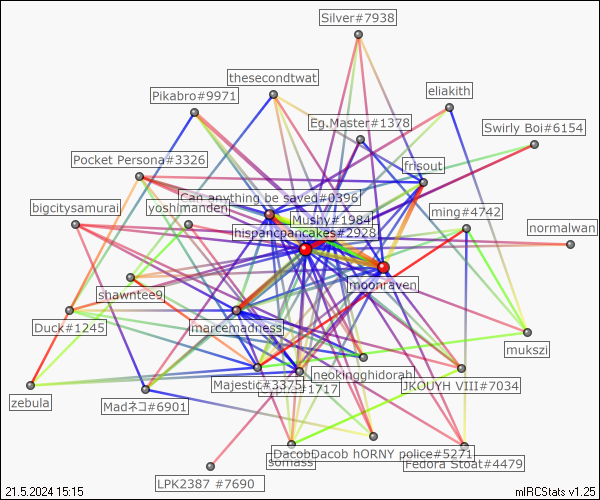 Silver#7938
thesecondtwat
eliakith
Pikabro#9971
Eg.Master#1378
Swirly Boi#6154
Pocket Persona#3326
frisout
Can anything be saved#0396
bigcitysamurai
yoshmanden
ming#4742
Mushy#1984
hispancpancakes#2928
normalwan
moonraven
shawntee9
Duck#1245
marcemadness
mukszi
neokingghidorah
Majestic#3375
#1717
JKOUYH VIII#7034
zebula
Madネコ#6901
DacobDacob hORNY police#5271
somass
Fedora Stoat#4479
LPK2387 #7690
21.5.2024 15:15
mIRCStats v1.25